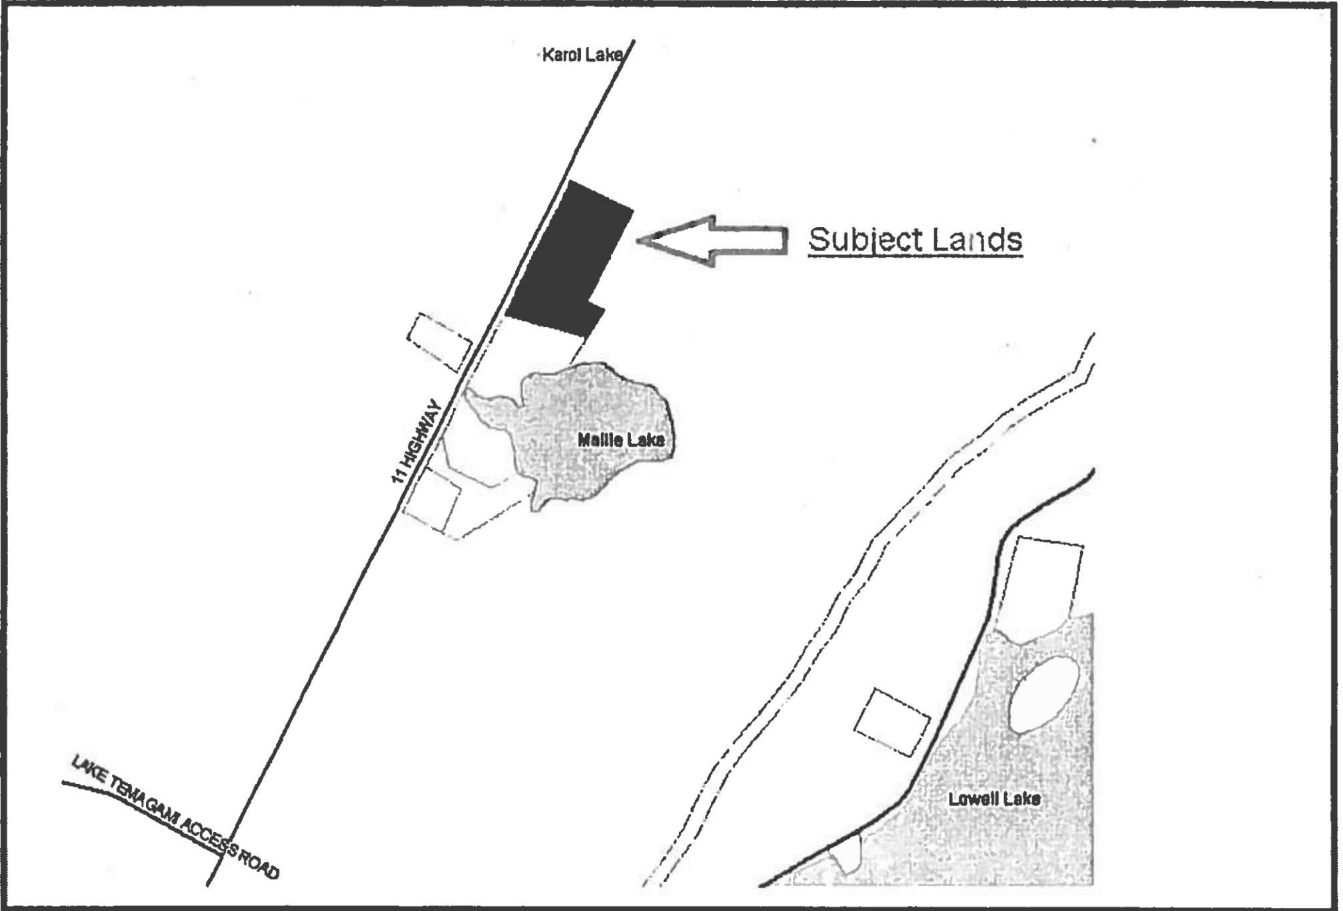 Karol Lake
Subject Lands
11 HIGHWAY
Mallie Lake
Lowell Lake
LAKE TEMAGAMI ACCESS ROAD